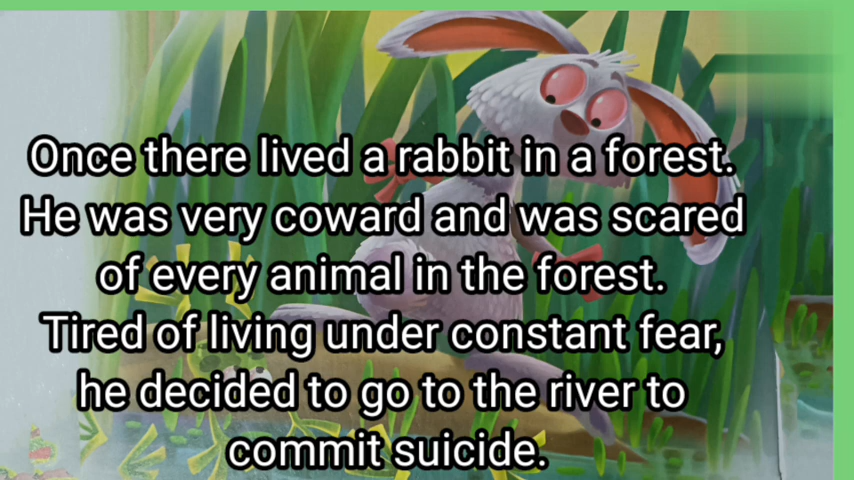 Once there lived a rabbit in a forest.
He was very coward and was scared
of every animal in the forest.
Tired of living under constant fear,
he decided to go to the river to
commit suicide.